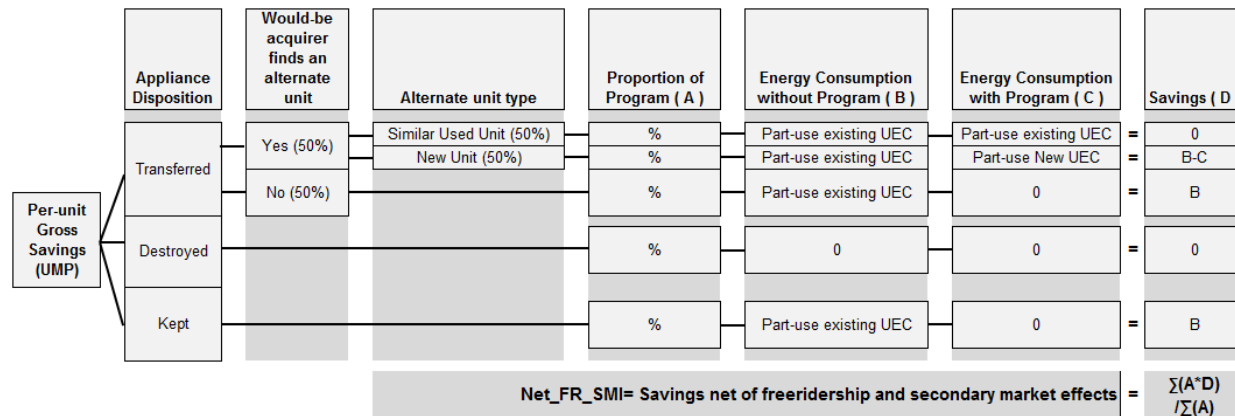 Would-be
acquirer
finds an
alternate
unit
Appliance
Disposition
Alternate unit type
Proportion of
Program ( A )
Energy Consumption
without Program ( B )
Energy Consumption
with Program ( C )
Savings ( D
Per-unit
Gross
Savings
(UMP)
Transferred
Yes (50%)
Similar Used Unit (50%)
%
Part-use existing UEC
Part-use existing UEC
=
0
New Unit (50%)
%
Part-use existing UEC
Part-use New UEC
=
B-C
No (50%)
%
Part-use existing UEC
0
=
B
Destroyed
%
0
0
=
0
Kept
%
Part-use existing UEC
0
=
B
Net_FR_SMI= Savings net of freeridership and secondary market effects
=
∑(A*D)
/∑(A)